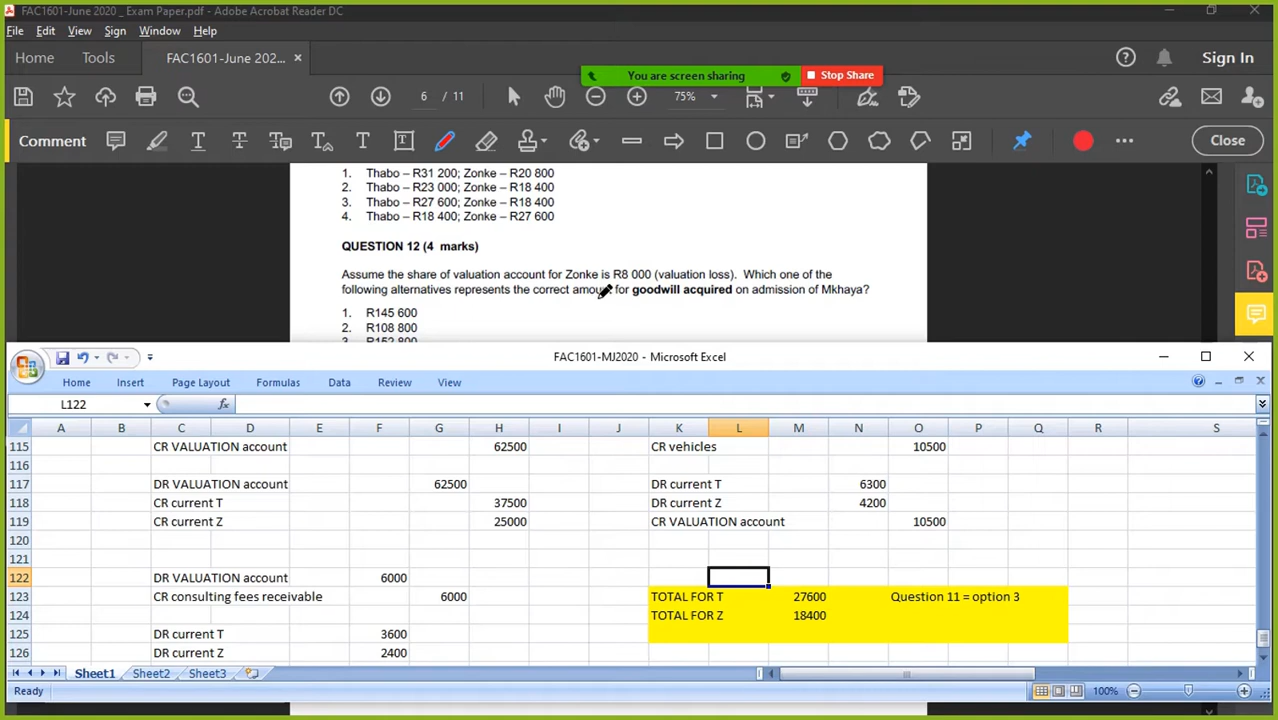 FAC1601-June 2020 _ Exam Paper.pdf - Adobe Acrobat Reader DC
File Edit View Sign Window Help
Home Tools FAC1601-June 202... × Sign In
You are screen sharing Stop Share
6 / 11 75%
Comment Close
1. Thabo – R31 200; Zonke – R20 800
2. Thabo – R23 000; Zonke – R18 400
3. Thabo – R27 600; Zonke – R18 400
4. Thabo – R18 400; Zonke – R27 600
QUESTION 12 (4 marks)
Assume the share of valuation account for Zonke is R8 000 (valuation loss). Which one of the
following alternatives represents the correct amount for goodwill acquired on admission of Mkhaya?
1. R145 600
2. R108 800
3. R152 800
FAC1601-MJ2020 - Microsoft Excel
Home Insert Page Layout Formulas Data Review View
L122 fx
A B C D E F G H I J K L M N O P Q R S
115 CR VALUATION account 62500 CR vehicles 10500
116
117 DR VALUATION account 62500 DR current T 6300
118 CR current T 37500 DR current Z 4200
119 CR current Z 25000 CR VALUATION account 10500
120
121
122 DR VALUATION account 6000
123 CR consulting fees receivable 6000 TOTAL FOR T 27600 Question 11 = option 3
124 TOTAL FOR Z 18400
125 DR current T 3600
126 DR current Z 2400
Sheet1 Sheet2 Sheet3
Ready 100%